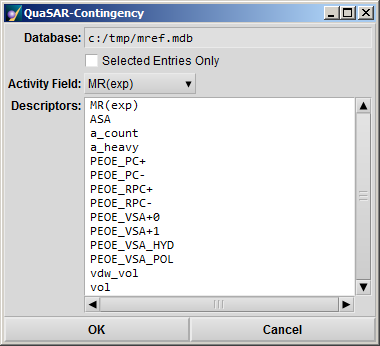 QuaSAR-Contingency
Database: c:/tmp/mref.mdb
Selected Entries Only
Activity Field: MR(exp)
Descriptors: MR(exp)
ASA
a_count
a_heavy
PEOE_PC+
PEOE_PC-
PEOE_RPC+
PEOE_RPC-
PEOE_VSA+0
PEOE_VSA+1
PEOE_VSA_HYD
PEOE_VSA_POL
vdw_vol
vol
OK Cancel